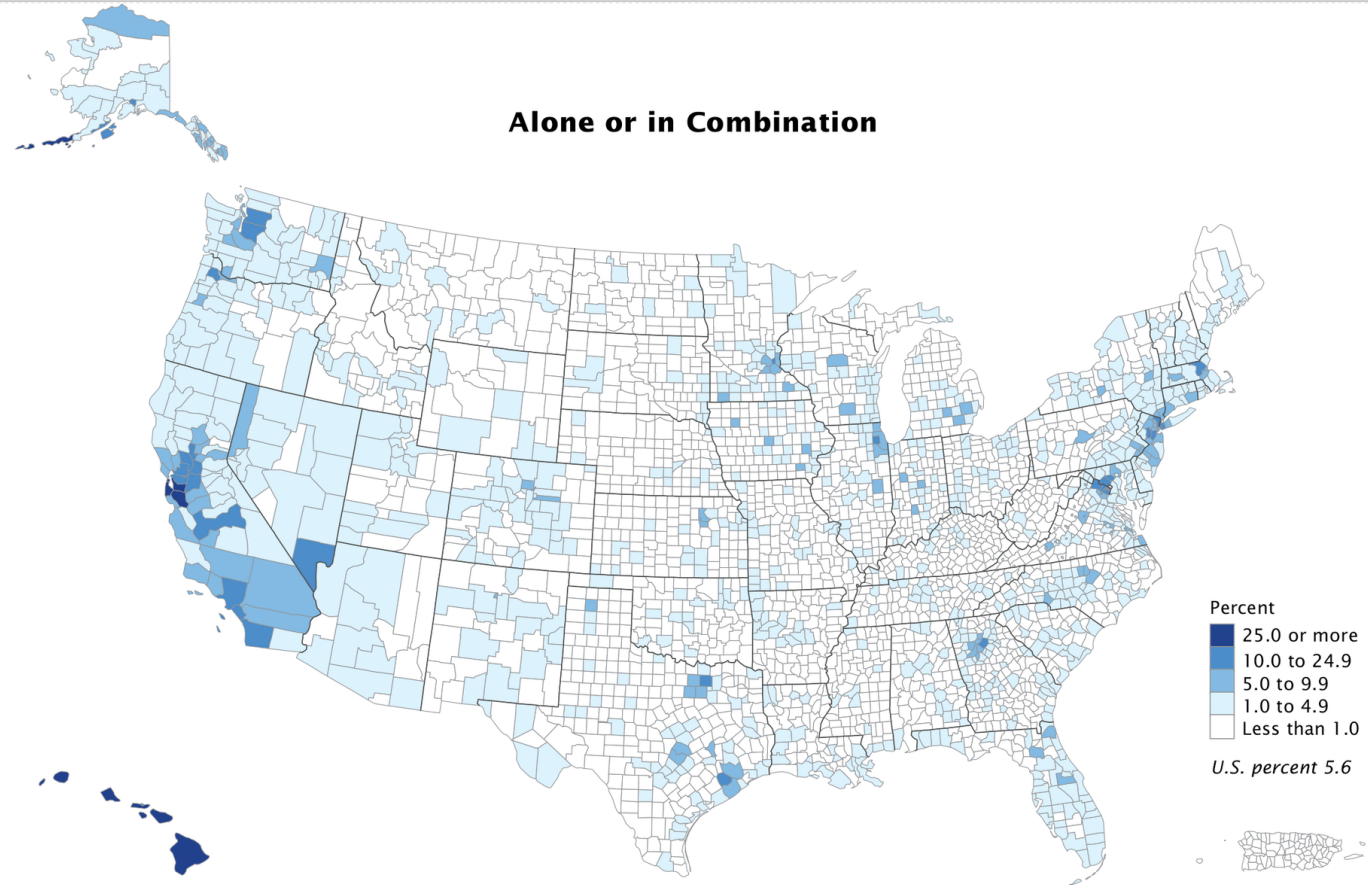 Alone or in Combination
Percent
25.0 or more
10.0 to 24.9
5.0 to 9.9
1.0 to 4.9
Less than 1.0
U.S. percent 5.6